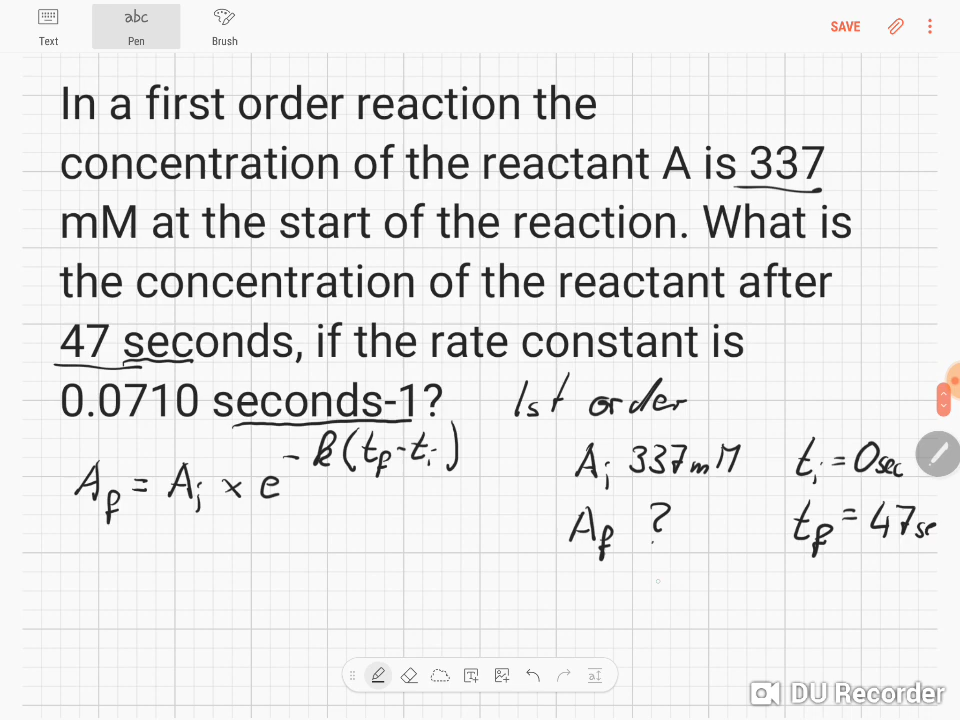 Text
abc
Pen
Brush
SAVE
In a first order reaction the
concentration of the reactant A is 337
mM at the start of the reaction. What is
the concentration of the reactant after
47 seconds, if the rate constant is
0.0710 seconds-1?
1st order
Af = Ai × e -k(tf-ti)
Ai 337mM
ti = 0sec
Af ?
tf = 47se
DU Recorder